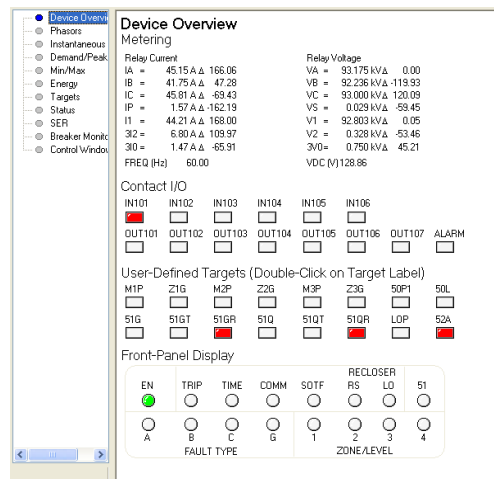 Device Overvi
Phasors
Instantaneous
Demand/Peak
Min/Max
Energy
Targets
Status
SER
Breaker Monito
Control Window
Device Overview
Metering
Relay Current Relay Voltage
IA = 45.15 A ∆ 166.06 VA = 93.175 kV∆ 0.00
IB = 41.75 A ∆ 47.28 VB = 92.236 kV∆ -119.93
IC = 45.81 A ∆ -69.43 VC = 93.000 kV∆ 120.09
IP = 1.57 A ∆ -162.19 VS = 0.029 kV∆ -59.45
I1 = 44.21 A ∆ 168.00 V1 = 92.803 kV∆ 0.05
3I2 = 6.80 A ∆ 109.97 V2 = 0.328 kV∆ -53.46
3I0 = 1.47 A ∆ -65.91 3V0 = 0.750 kV∆ 45.21
FREQ (Hz) 60.00 VDC (V) 128.86
Contact I/O
IN101 IN102 IN103 IN104 IN105 IN106
OUT101 OUT102 OUT103 OUT104 OUT105 OUT106 OUT107 ALARM
User-Defined Targets (Double-Click on Target Label)
M1P Z1G M2P Z2G M3P Z3G 50P1 50L
51G 51GT 51GR 51Q 51QT 51QR LOP 52A
Front-Panel Display
RECLOSER
EN TRIP TIME COMM SOTF RS LO 51
A B C G 1 2 3 4
FAULT TYPE ZONE/LEVEL